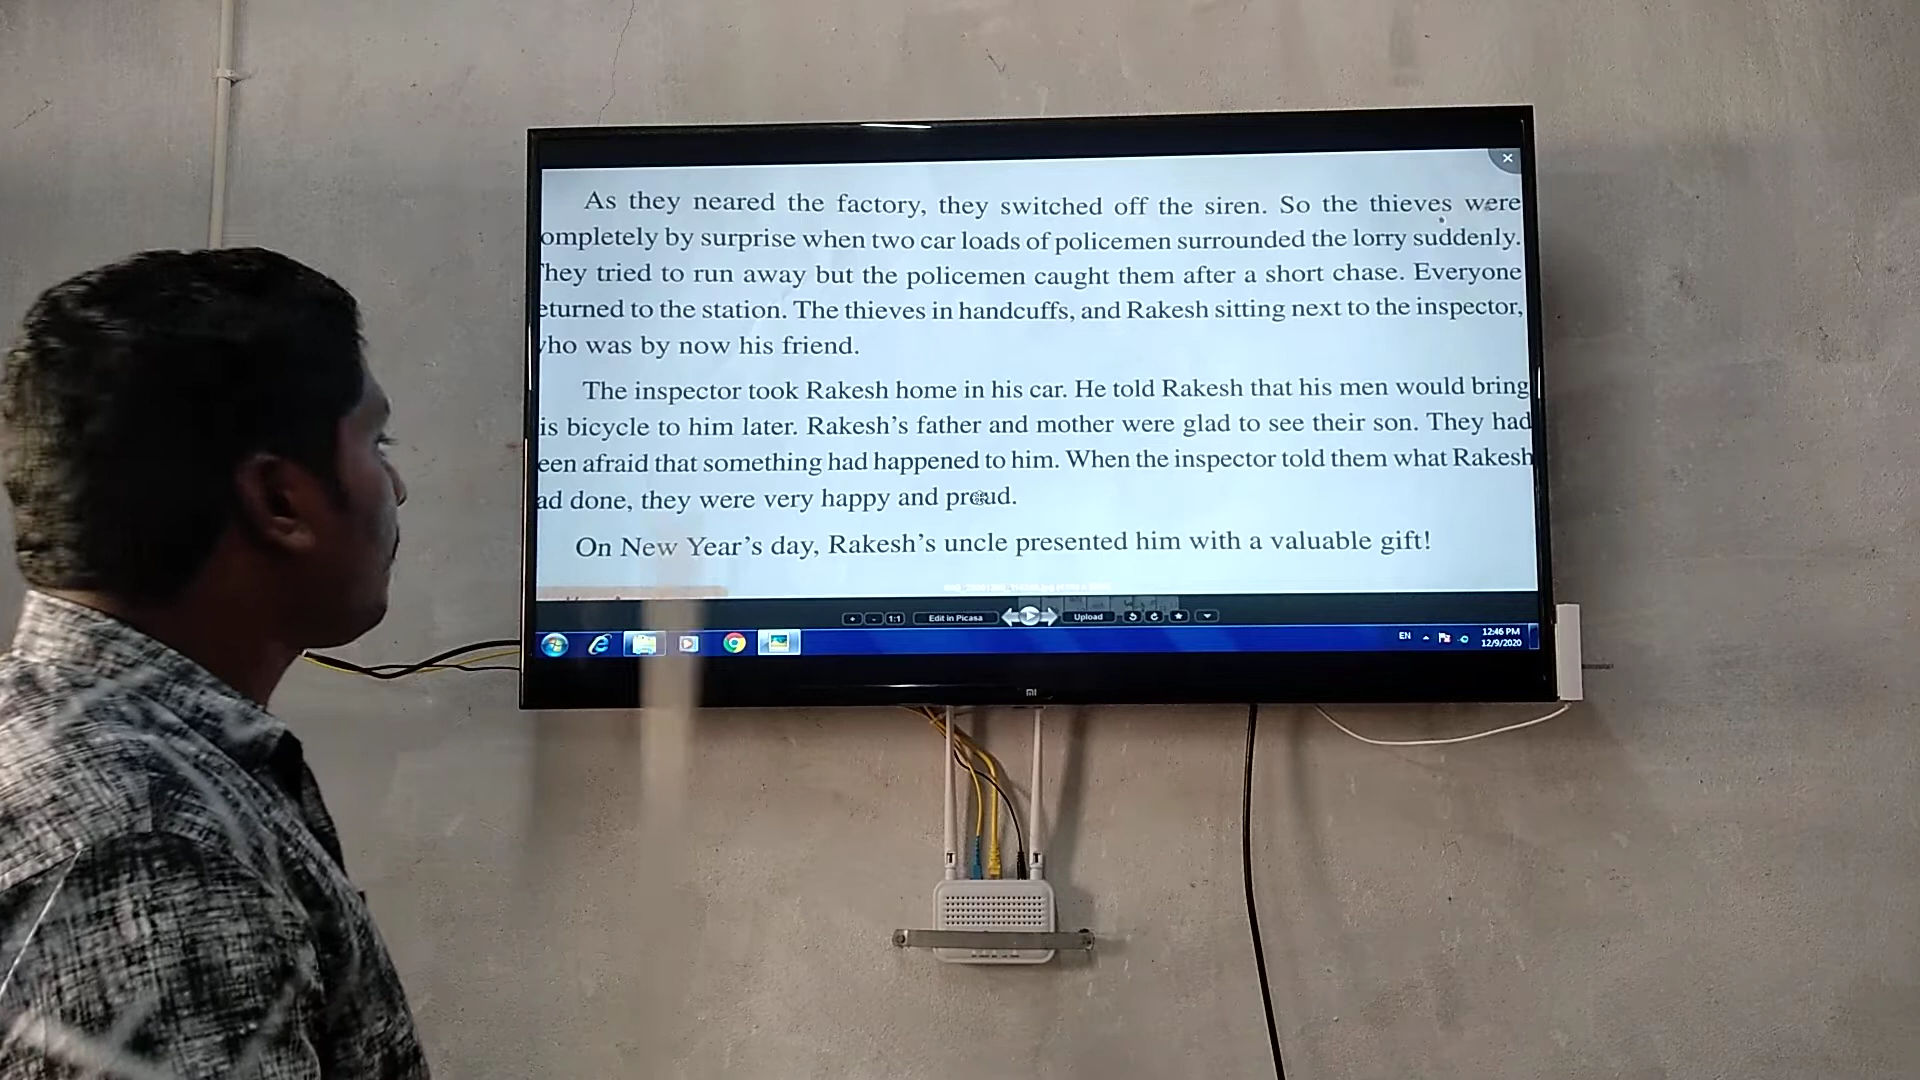 As they neared the factory, they switched off the siren. So the thieves were
ompletely by surprise when two car loads of policemen surrounded the lorry suddenly.
hey tried to run away but the policemen caught them after a short chase. Everyone
eturned to the station. The thieves in handcuffs, and Rakesh sitting next to the inspector,
ho was by now his friend.
The inspector took Rakesh home in his car. He told Rakesh that his men would bring
is bicycle to him later. Rakesh's father and mother were glad to see their son. They had
een afraid that something had happened to him. When the inspector told them what Rakesh
ad done, they were very happy and proud.
On New Year's day, Rakesh's uncle presented him with a valuable gift!
1:1 Edit in Picasa Upload
EN 12:46 PM
12/9/2020
mi